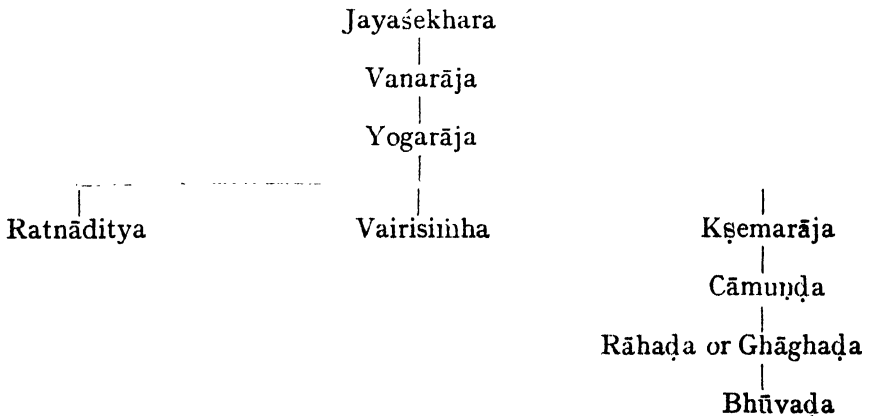 Jayaśekhara
Vanarāja
Yogarāja
Ratnāditya Vairisiṁha Kṣemarāja
Cāmuṇḍa
Rāhaḍa or Ghāghaḍa
Bhūvaḍa